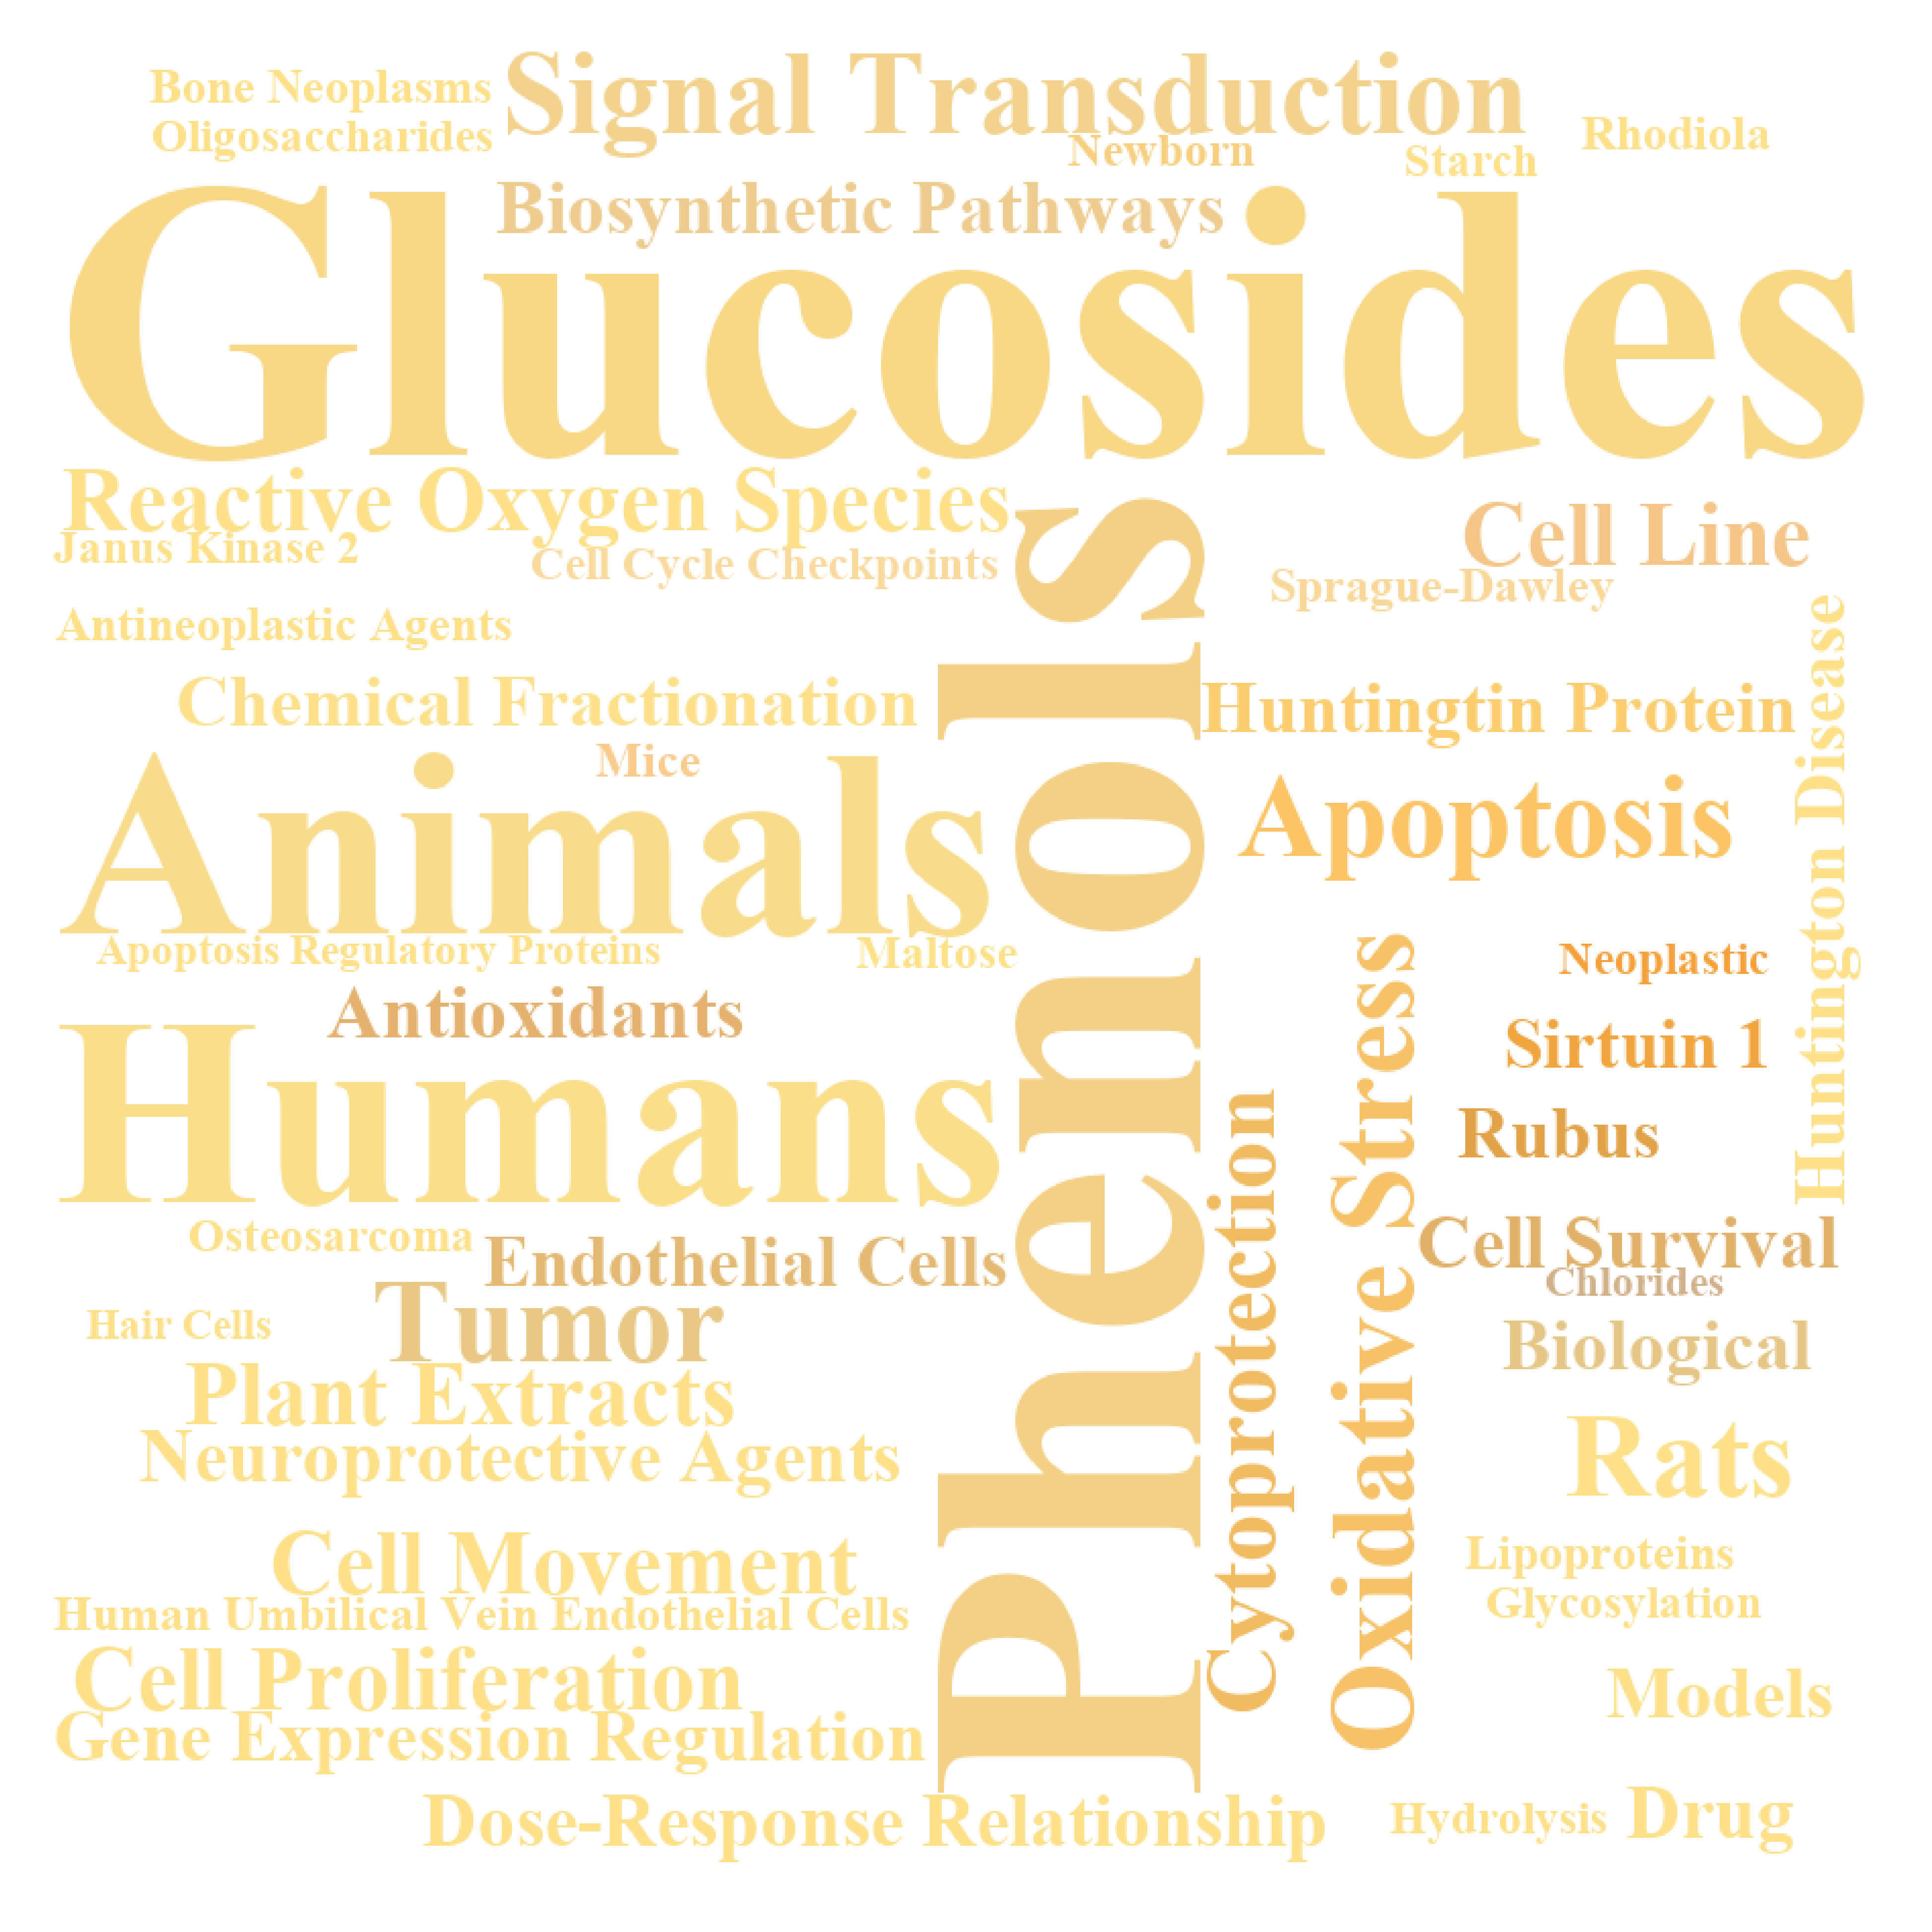 Bone Neoplasms
Signal Transduction
Oligosaccharides
Newborn
Starch
Rhodiola
Biosynthetic Pathways
Glucosides
Reactive Oxygen Species
Janus Kinase 2
Cell Cycle Checkpoints
Cell Line
Sprague-Dawley
Antineoplastic Agents
Chemical Fractionation
Huntingtin Protein
Huntington Disease
Mice
Animals
Phenols
Apoptosis
Apoptosis Regulatory Proteins
Maltose
Neoplastic
Antioxidants
Sirtuin 1
Humans
Rubus
Cytoprotection
Oxidative Stress
Osteosarcoma
Endothelial Cells
Cell Survival
Chlorides
Hair Cells
Tumor
Biological
Plant Extracts
Neuroprotective Agents
Rats
Cell Movement
Lipoproteins
Human Umbilical Vein Endothelial Cells
Glycosylation
Cell Proliferation
Models
Gene Expression Regulation
Dose-Response Relationship
Hydrolysis
Drug